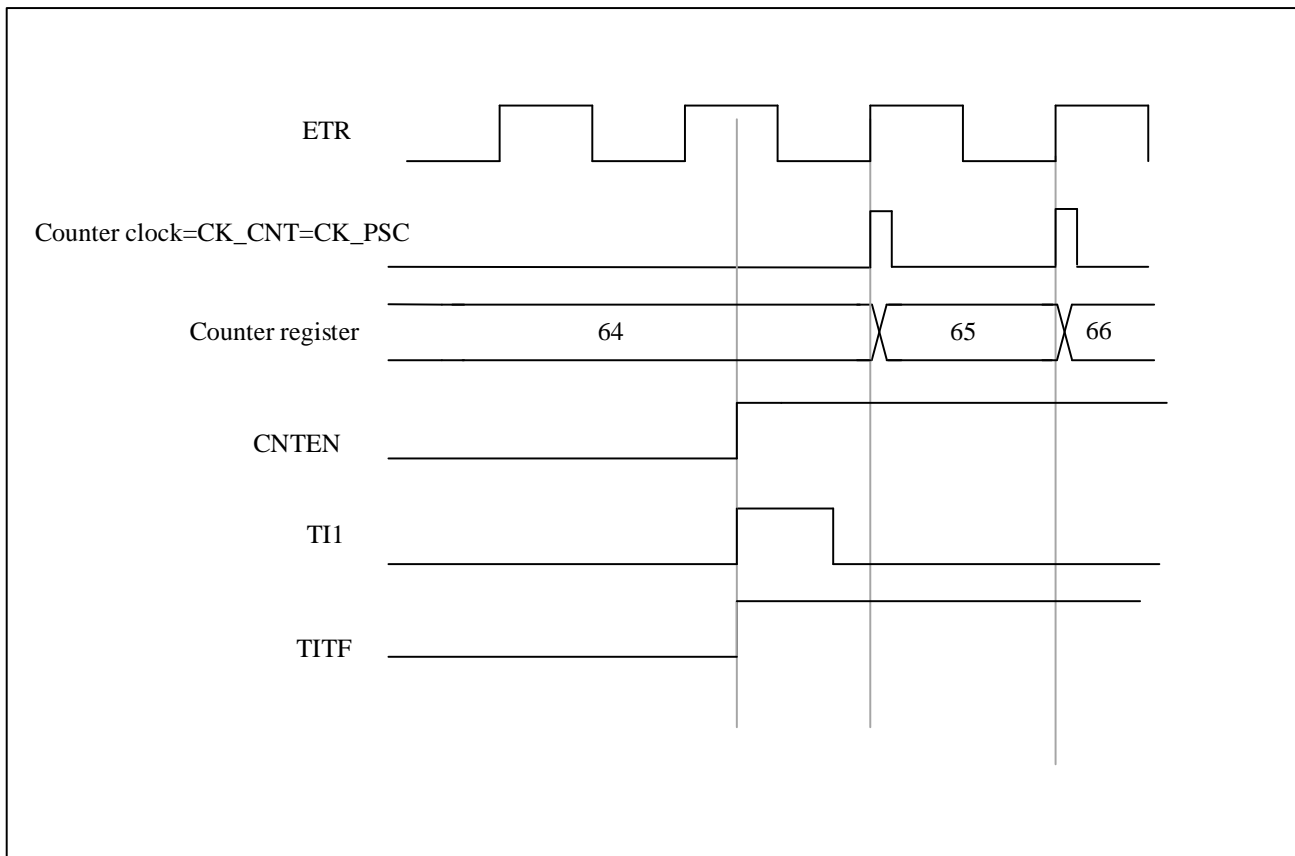 ETR
Counter clock=CK_CNT=CK_PSC
Counter register 64 65 66
CNTEN
TI1
TITF